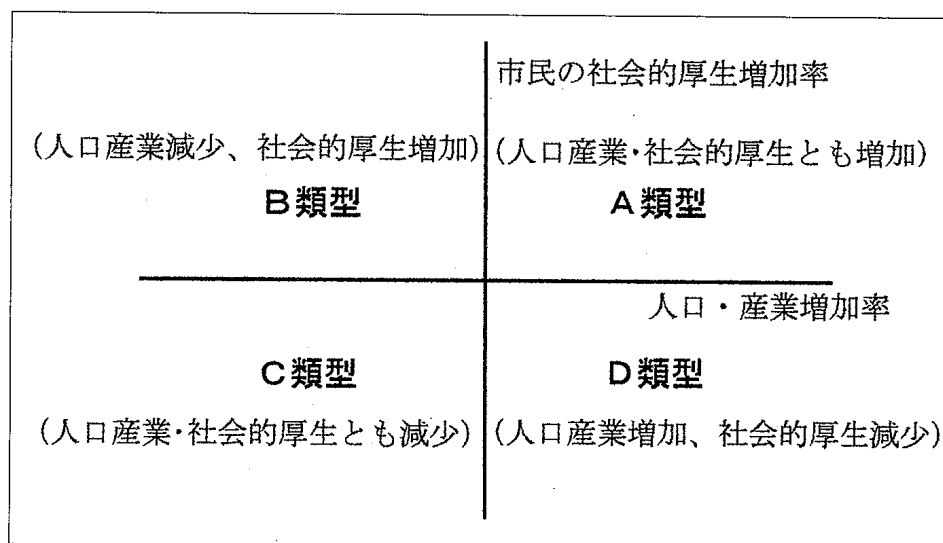 市民の社会的厚生増加率
(人口産業減少、社会的厚生増加)
(人口産業・社会的厚生とも増加)
B類型
A類型
人口・産業増加率
C類型
D類型
(人口産業・社会的厚生とも減少)
(人口産業増加、社会的厚生減少)